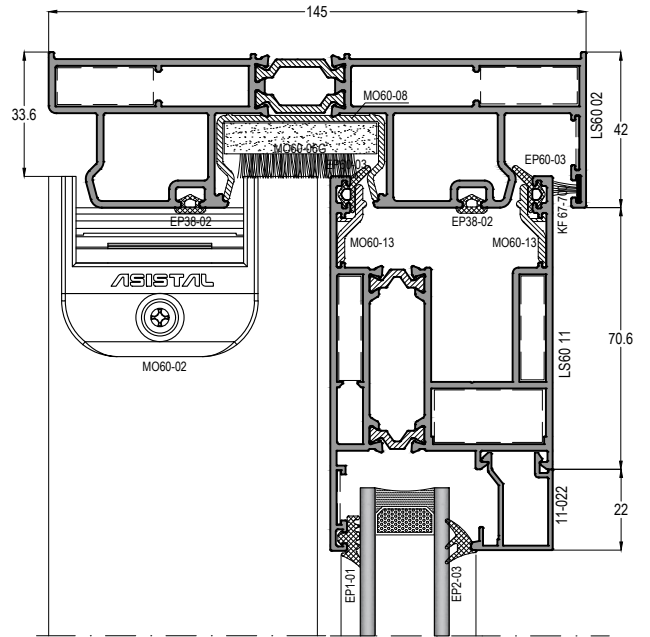 145
33.6
42
LS60 02
MO60-08
MO60-06G
EP60-03
EP60-03
KF 67-70
EP38-02
EP38-02
MO60-13
MO60-13
ASISTAL
MO60-02
LS60 11
70.6
11-022
22
EP1-01
EP2-03